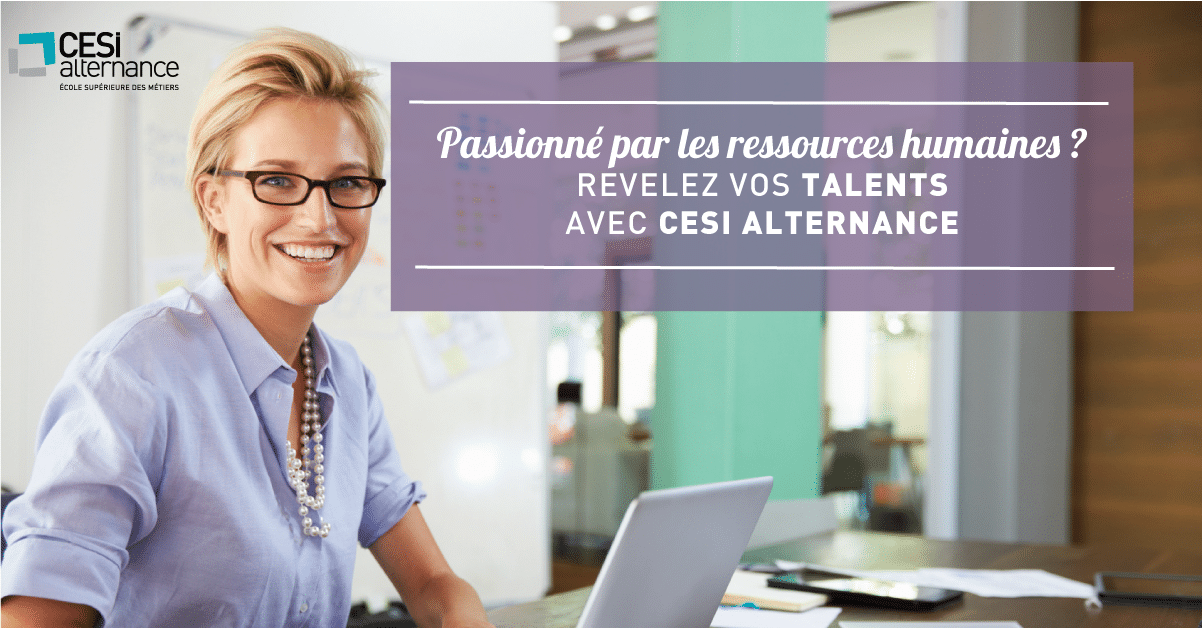 CESi
alternance
ÉCOLE SUPÉRIEURE DES MÉTIERS
Passionné par les ressources humaines ?
REVELEZ VOS TALENTS
AVEC CESI ALTERNANCE